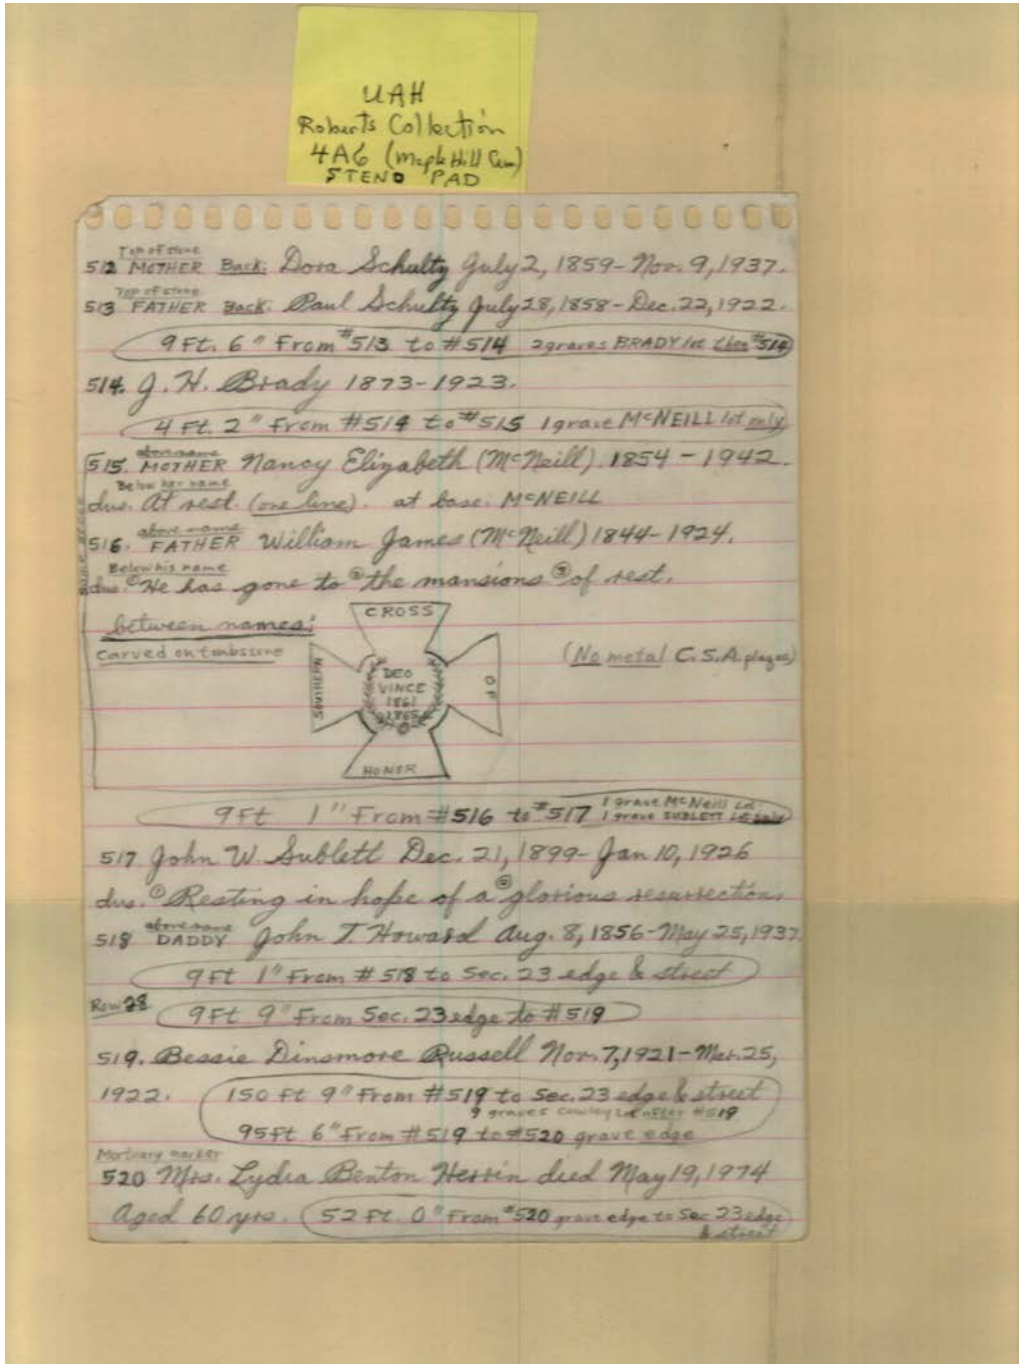 UAH
Roberts Collection
4A6 (Maple Hill Cem)
STENO PAD
Top of stone
512 MOTHER Back: Dora Schultz July 2, 1859- Nov. 9, 1937.
Top of stone
513 FATHER Back: Paul Schultz July 28, 1858- Dec. 22, 1922.
9 Ft. 6" From #513 to #514 2 graves BRADY lot then #514
514. J. H. Brady 1873-1923.
4 Ft. 2" From #514 to #515 1 grave McNEILL lot only
above name
515. MOTHER Nancy Elizabeth (McNeill) 1854-1942.
Below her name
dus. At rest. (one line). at base: McNEILL
above name
516. FATHER William James (McNeill) 1844-1924.
Below his name
dus. ① He has gone to ② the mansions ③ of rest.
same stone
between names:
Carved on tombstone
CROSS
SOUTHERN
DEO
VINCE
1861
1865
OF
HONOR
(No metal C.S.A. plaque)
9 Ft 1" From #516 to #517 1 grave McNeill Lot
1 grave SUBLETT Lot
517 John W. Sublett Dec. 21, 1899- Jan 10, 1926
dus. ① Resting in hope of a ② glorious resurrection.
above name
518 DADDY John T. Howard Aug. 8, 1856- May 25, 1937.
9 Ft 1" From #518 to Sec. 23 edge & street
Row 28
9 Ft 9" From Sec. 23 edge to #519
519. Bessie Dinsmore Russell Nov. 7, 1921- Mar. 25,
1922. 150 Ft 9" From #519 to Sec. 23 edge & street
9 graves Cowley Lot after #519
95 Ft 6" From #519 to #520 grave edge
Mortuary marker
520 Mrs. Lydia Benton Herrin died May 19, 1974
Aged 60 yrs. 52 Ft. 0" From #520 grave edge to Sec 23 edge
& street